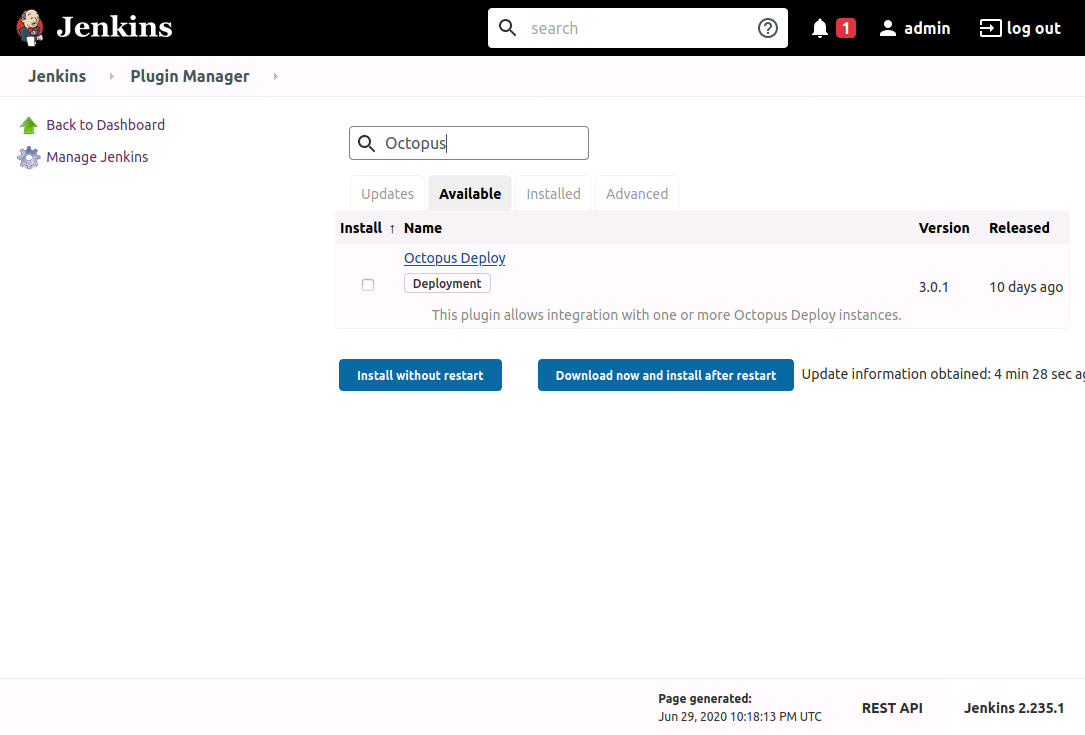 Jenkins
search
1
admin
log out
Jenkins
Plugin Manager
Back to Dashboard
Manage Jenkins
Octopus
Updates
Available
Installed
Advanced
Install ↑ Name Version Released
Octopus Deploy
Deployment
3.0.1
10 days ago
This plugin allows integration with one or more Octopus Deploy instances.
Install without restart
Download now and install after restart
Update information obtained: 4 min 28 sec
Page generated:
Jun 29, 2020 10:18:13 PM UTC
REST API
Jenkins 2.235.1